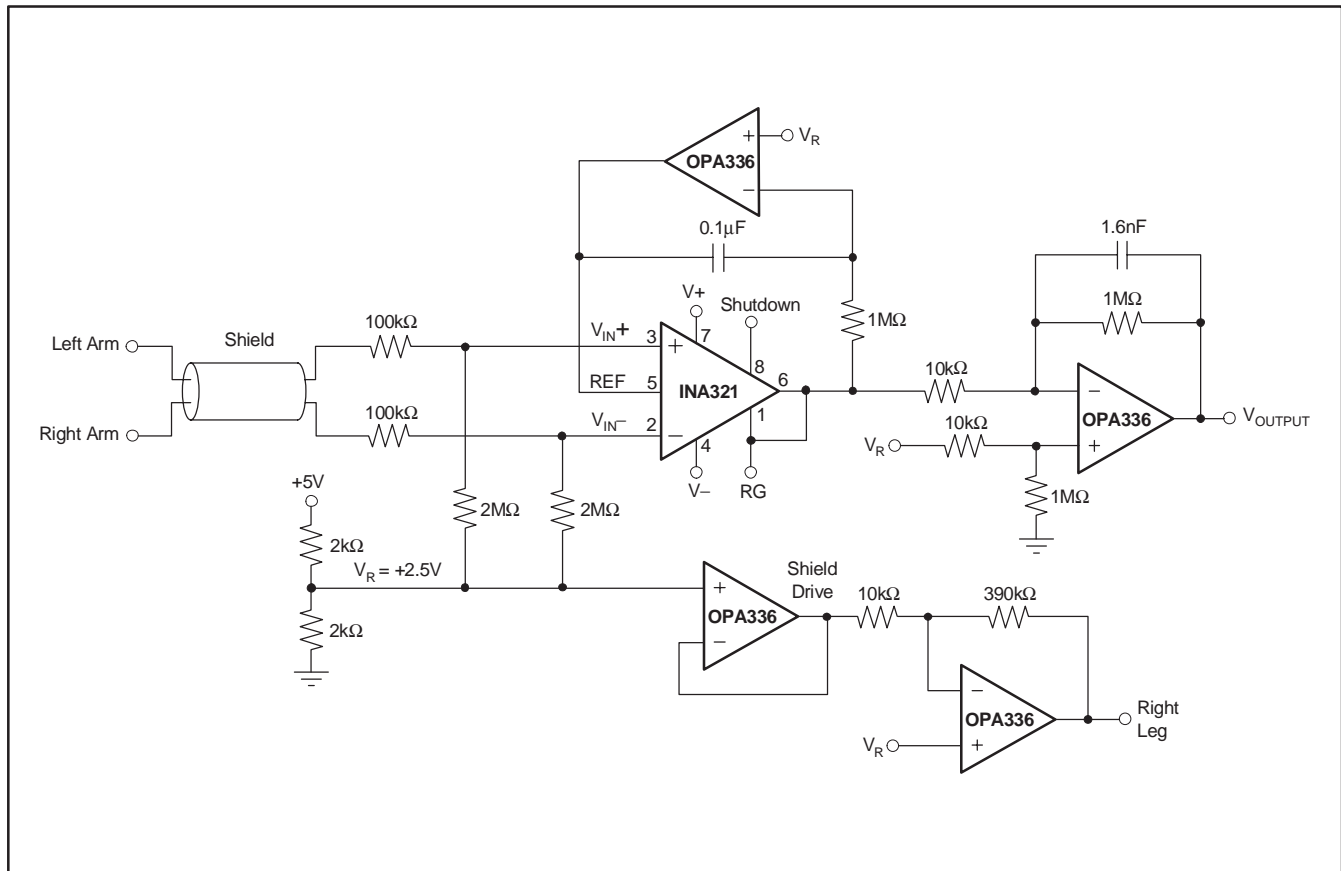 +
V_R
OPA336
−
0.1µF
1.6nF
V+
Shutdown
1MΩ
1MΩ
100kΩ
V_IN+
3
7
Left Arm
Shield
+
8
10kΩ
REF
5
INA321
6
−
100kΩ
1
OPA336
V_OUTPUT
Right Arm
V_IN−
2
−
4
V_R
10kΩ
+
V−
RG
+5V
2MΩ
2MΩ
1MΩ
2kΩ
V_R = +2.5V
+
Shield
Drive
10kΩ
390kΩ
OPA336
2kΩ
−
−
OPA336
Right
Leg
V_R
+